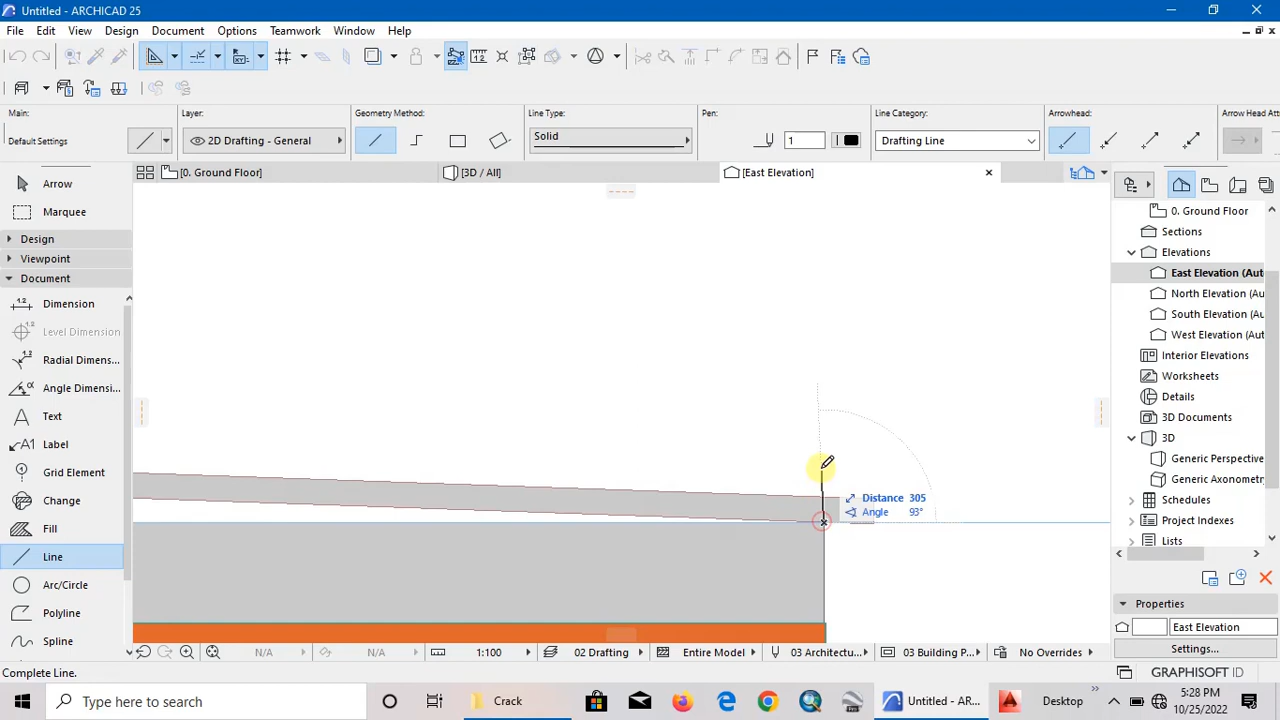 Untitled - ARCHICAD 25
File Edit View Design Document Options Teamwork Window Help
Main: Layer: Geometry Method: Line Type: Pen: Line Category: Arrowhead: Arrow Head Att
Default Settings 2D Drafting - General Solid 1 Drafting Line
[0. Ground Floor] [3D / All] [East Elevation]
Arrow
Marquee
Design
Viewpoint
Document
Dimension
Level Dimension
Radial Dimens...
Angle Dimensi...
Text
Label
Grid Element
Change
Fill
Line
Arc/Circle
Polyline
Spline
Distance 305
Angle 93°
0. Ground Floor
Sections
Elevations
East Elevation (Aut
North Elevation (Au
South Elevation (Au
West Elevation (Aut
Interior Elevations
Worksheets
Details
3D Documents
3D
Generic Perspective
Generic Axonometr
Schedules
Project Indexes
Lists
Properties
East Elevation
Settings...
N/A N/A 1:100 02 Drafting Entire Model 03 Architectu... 03 Building P... No Overrides
Complete Line. GRAPHISOFT ID
Type here to search Crack Untitled - AR... Desktop 5:28 PM
10/25/2022